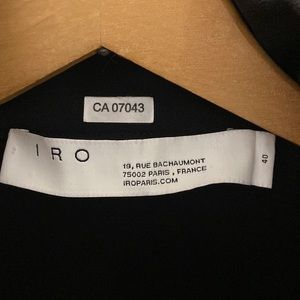 CA 07043
IRO
19, RUE BACHAUMONT
75002 PARIS , FRANCE
IROPARIS.COM
40